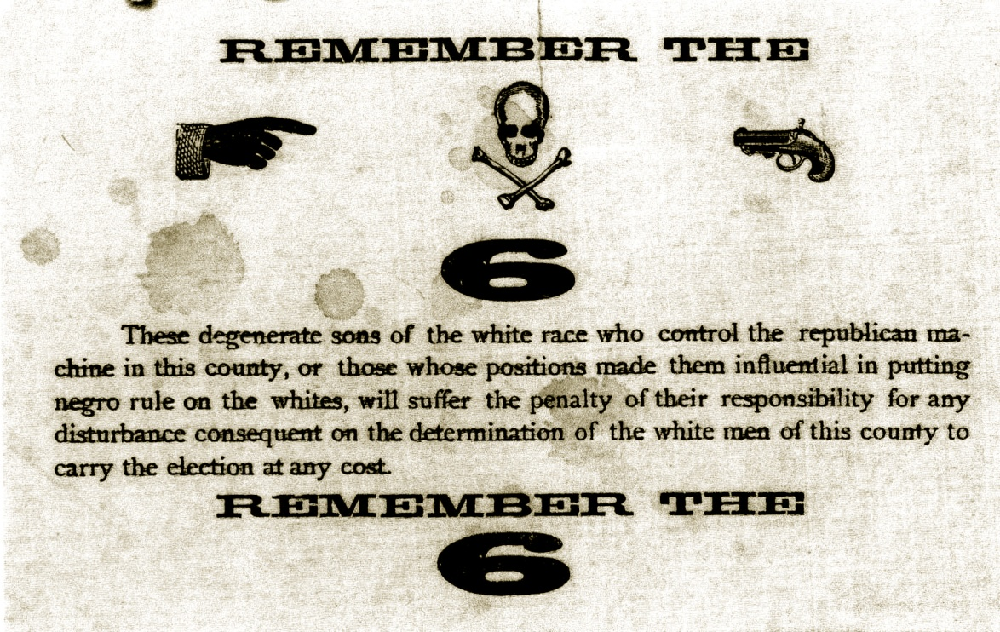 REMEMBER THE
6
These degenerate sons of the white race who control the republican ma-
chine in this county, or those whose positions made them influential in putting
negro rule on the whites, will suffer the penalty of their responsibility for any
disturbance consequent on the determination of the white men of this county to
carry the election at any cost.
REMEMBER THE
6